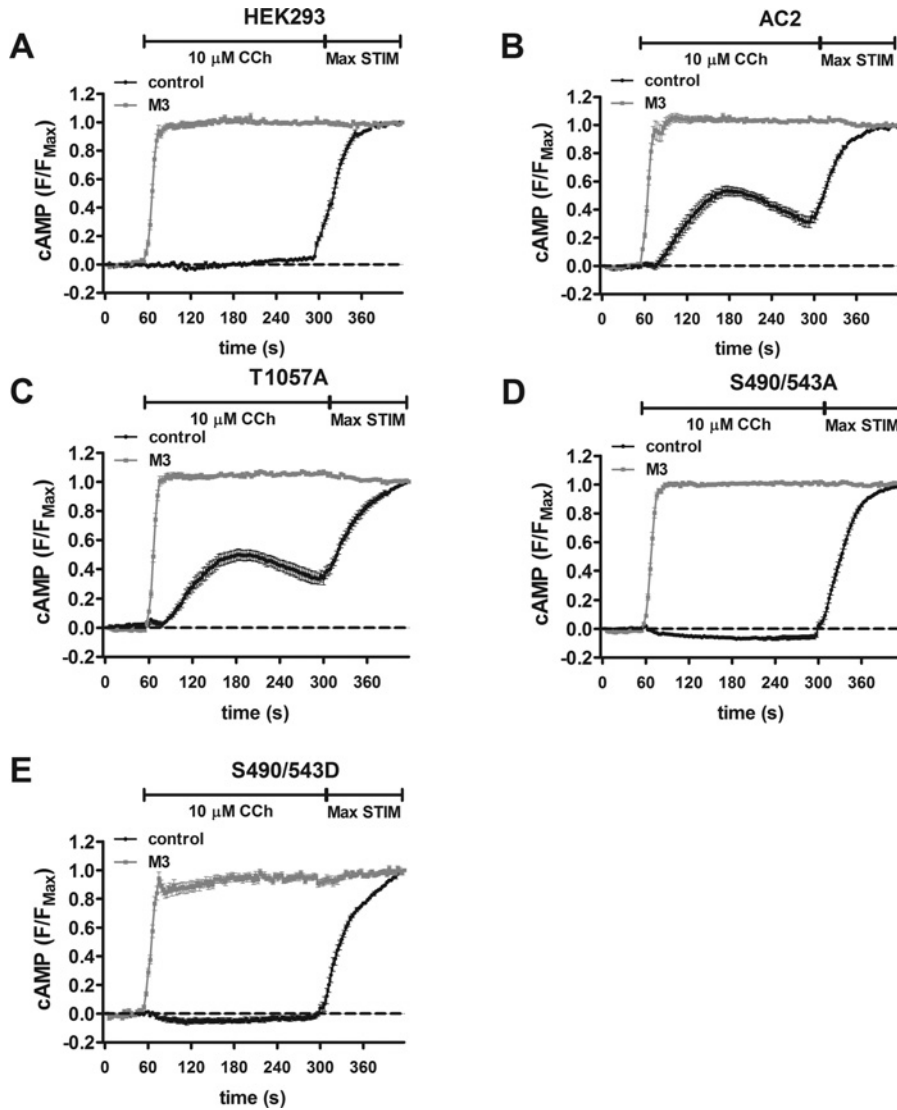 A
HEK293
10 μM CCh
Max STIM
control
M3
cAMP (F/FMax)
1.2
1.0
0.8
0.6
0.4
0.2
0.0
-0.2
0 60 120 180 240 300 360
time (s)
B
AC2
10 μM CCh
Max STIM
control
M3
cAMP (F/FMax)
1.2
1.0
0.8
0.6
0.4
0.2
0.0
-0.2
0 60 120 180 240 300 360
time (s)
C
T1057A
10 μM CCh
Max STIM
control
M3
cAMP (F/FMax)
1.2
1.0
0.8
0.6
0.4
0.2
0.0
-0.2
0 60 120 180 240 300 360
time (s)
D
S490/543A
10 μM CCh
Max STIM
control
M3
cAMP (F/FMax)
1.2
1.0
0.8
0.6
0.4
0.2
0.0
-0.2
0 60 120 180 240 300 360
time (s)
E
S490/543D
10 μM CCh
Max STIM
control
M3
cAMP (F/FMax)
1.2
1.0
0.8
0.6
0.4
0.2
0.0
-0.2
0 60 120 180 240 300 360
time (s)